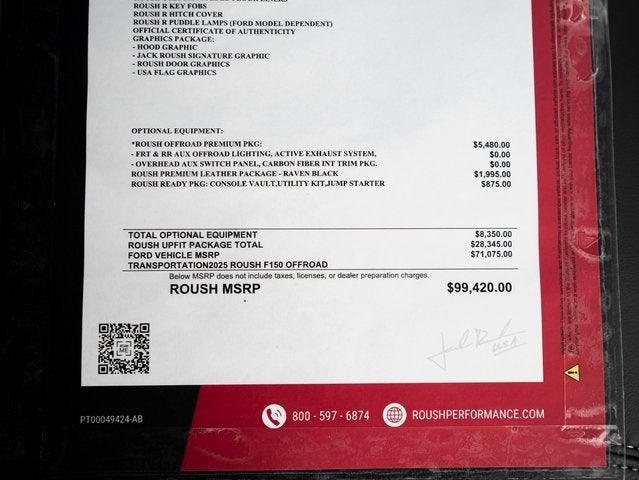 ROUSH R KEY FOBS
ROUSH R HITCH COVER
ROUSH R PUDDLE LAMPS (FORD MODEL DEPENDENT)
OFFICIAL CERTIFICATE OF AUTHENTICITY
GRAPHICS PACKAGE:
- HOOD GRAPHIC
- JACK ROUSH SIGNATURE GRAPHIC
- ROUSH DOOR GRAPHICS
- USA FLAG GRAPHICS
OPTIONAL EQUIPMENT:
*ROUSH OFFROAD PREMIUM PKG: $5,480.00
- FRT & RR AUX OFFROAD LIGHTING, ACTIVE EXHAUST SYSTEM, $0.00
- OVERHEAD AUX SWITCH PANEL, CARBON FIBER INT TRIM PKG. $0.00
ROUSH PREMIUM LEATHER PACKAGE - RAVEN BLACK $1,995.00
ROUSH READY PKG: CONSOLE VAULT,UTILITY KIT,JUMP STARTER $875.00
TOTAL OPTIONAL EQUIPMENT $8,350.00
ROUSH UPFIT PACKAGE TOTAL $28,345.00
FORD VEHICLE MSRP $71,075.00
TRANSPORTATION2025 ROUSH F150 OFFROAD
Below MSRP does not include taxes, licenses, or dealer preparation charges.
ROUSH MSRP $99,420.00
PT00049424-AB
800 - 597 - 6874
ROUSHPERFORMANCE.COM